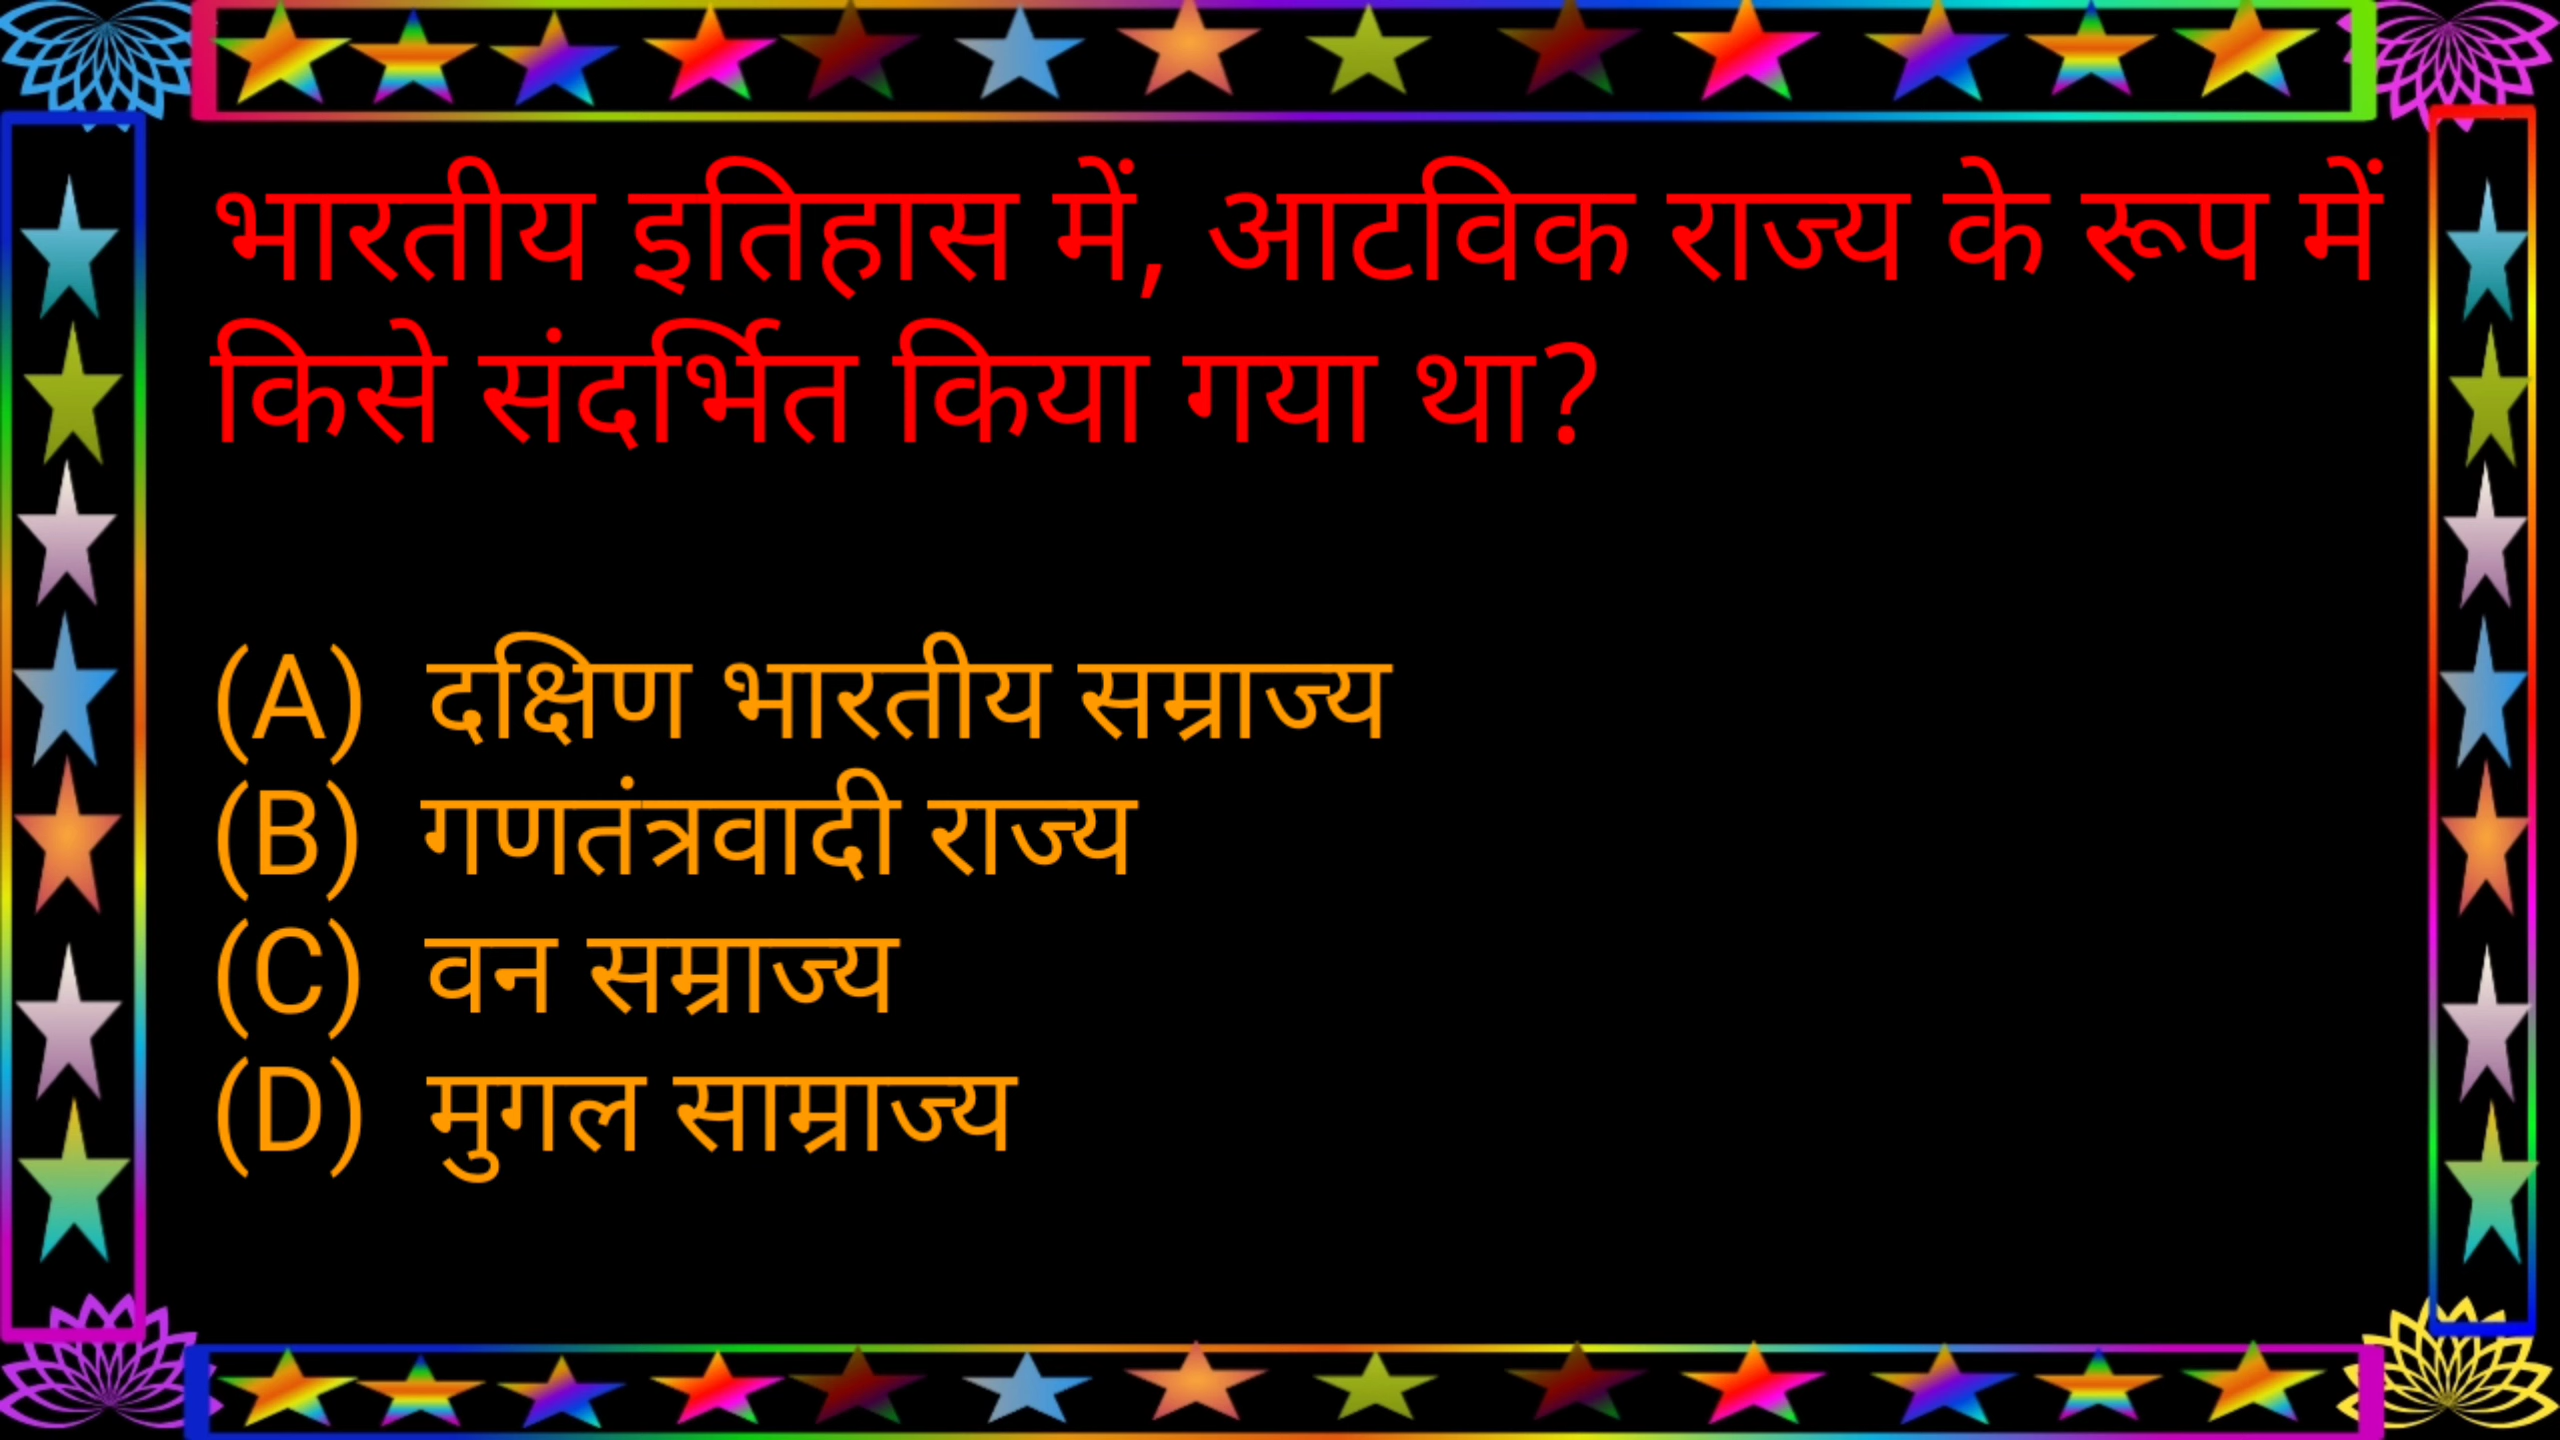 भारतीय इतिहास में, आटविक राज्य के रूप में
किसे संदर्भित किया गया था?
(A) दक्षिण भारतीय सम्राज्य
(B) गणतंत्रवादी राज्य
(C) वन सम्राज्य
(D) मुगल साम्राज्य